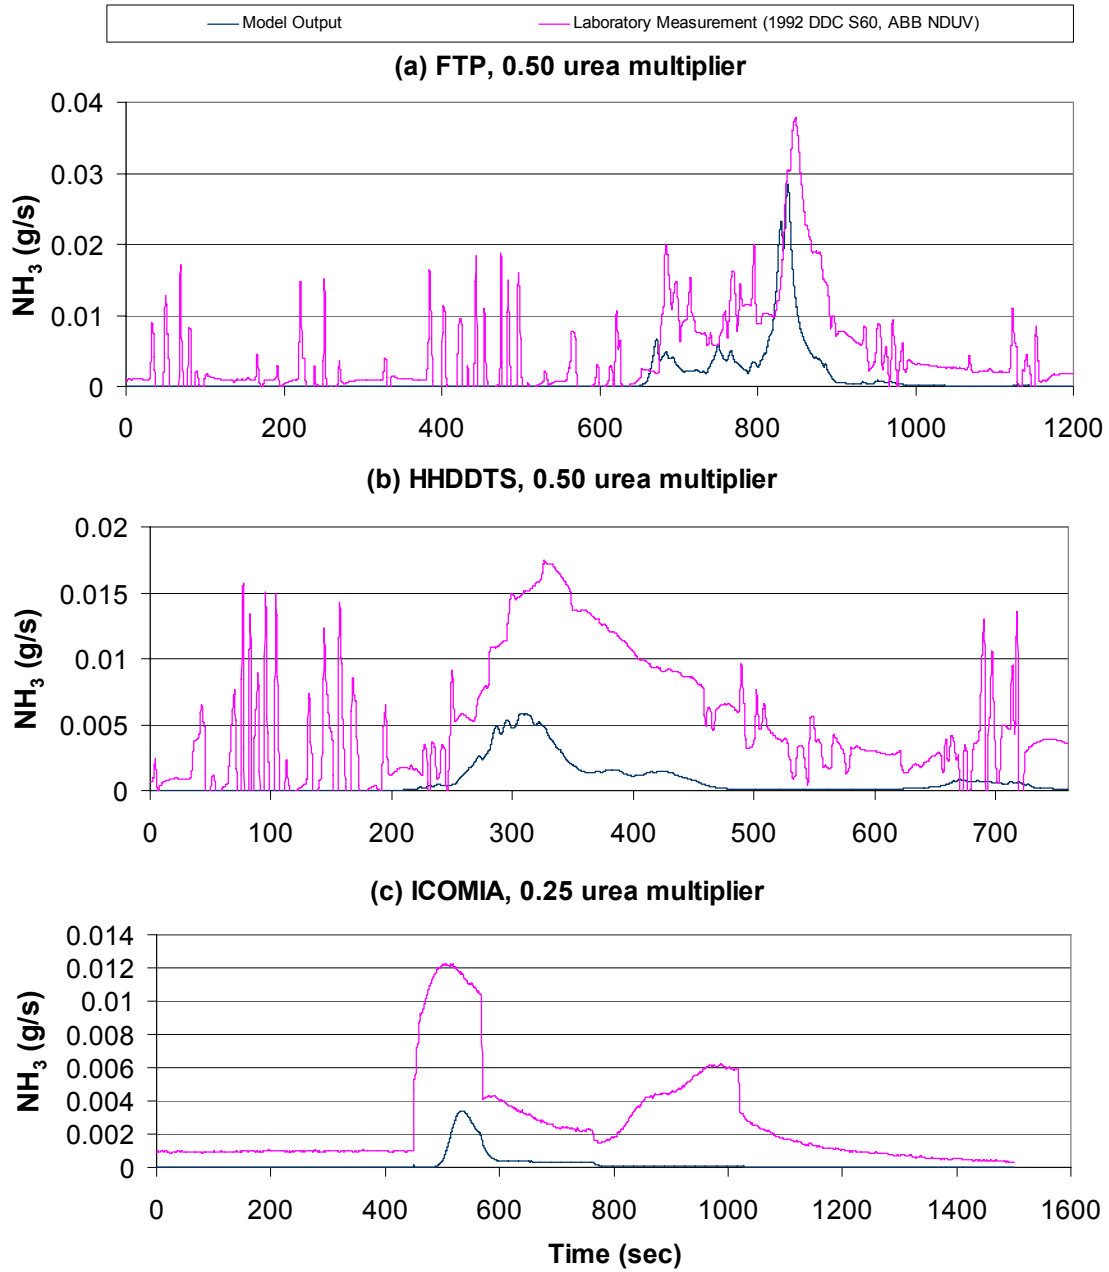 Model Output Laboratory Measurement (1992 DDC S60, ABB NDUV)
(a) FTP, 0.50 urea multiplier
0.04
0.03
0.02
0.01
0
NH3 (g/s)
0 200 400 600 800 1000 1200
(b) HHDDTS, 0.50 urea multiplier
0.02
0.015
0.01
0.005
0
NH3 (g/s)
0 100 200 300 400 500 600 700
(c) ICOMIA, 0.25 urea multiplier
0.014
0.012
0.01
0.008
0.006
0.004
0.002
0
NH3 (g/s)
0 200 400 600 800 1000 1200 1400 1600
Time (sec)